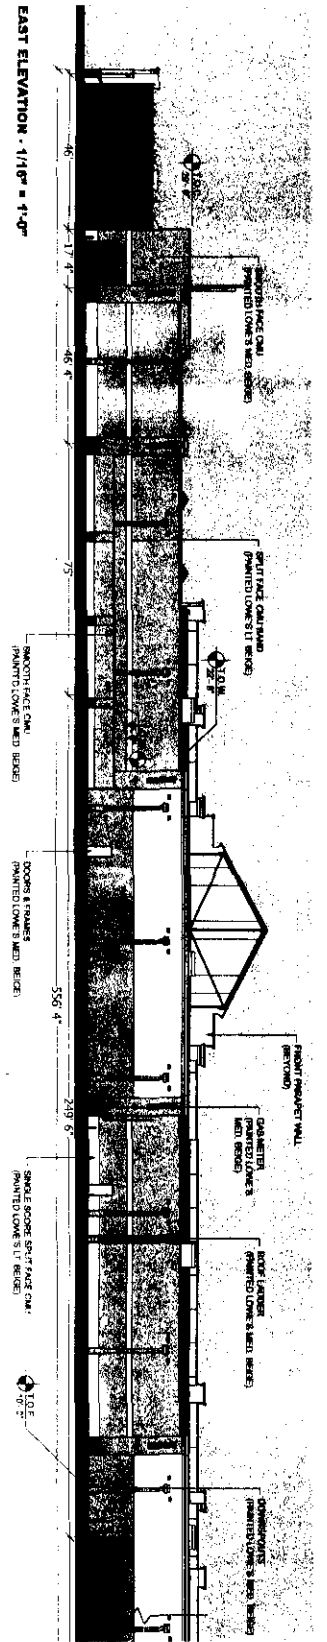 SMOOTH FACE CMU
(PAINTED LOWE'S MED. BEIGE)
SPLIT FACE CMU BAND
(PAINTED LOWE'S LT BEIGE)
T.O.W.
FRONT PARAPET WALL
(BEYOND)
GAS METER
(PAINTED LOWE'S
MED. BEIGE)
ROOF LADDER
(PAINTED LOWE'S MED. BEIGE)
DOWNSPOUTS
(PAINTED LOWE'S MED. BEIGE)
46'
17' 4"
48' 4"
75'
249' 6"
556' 4"
SMOOTH FACE CMU
(PAINTED LOWE'S MED. BEIGE)
DOORS & FRAMES
(PAINTED LOWE'S MED. BEIGE)
SINGLE SCORE SPLIT FACE CMU
(PAINTED LOWE'S LT BEIGE)
T.O.F.
EAST ELEVATION - 1/16" = 1'-0"